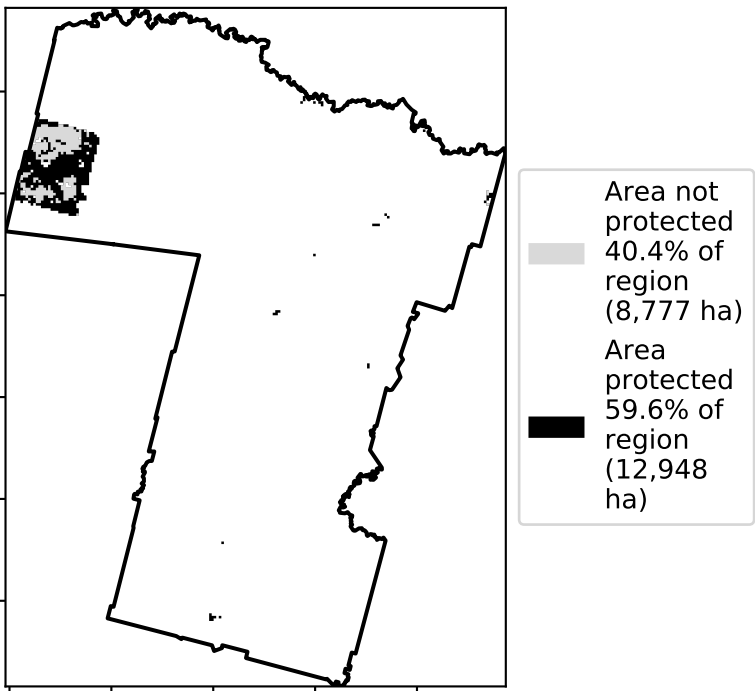 Area not
protected
40.4% of
region
(8,777 ha)
Area
protected
59.6% of
region
(12,948
ha)